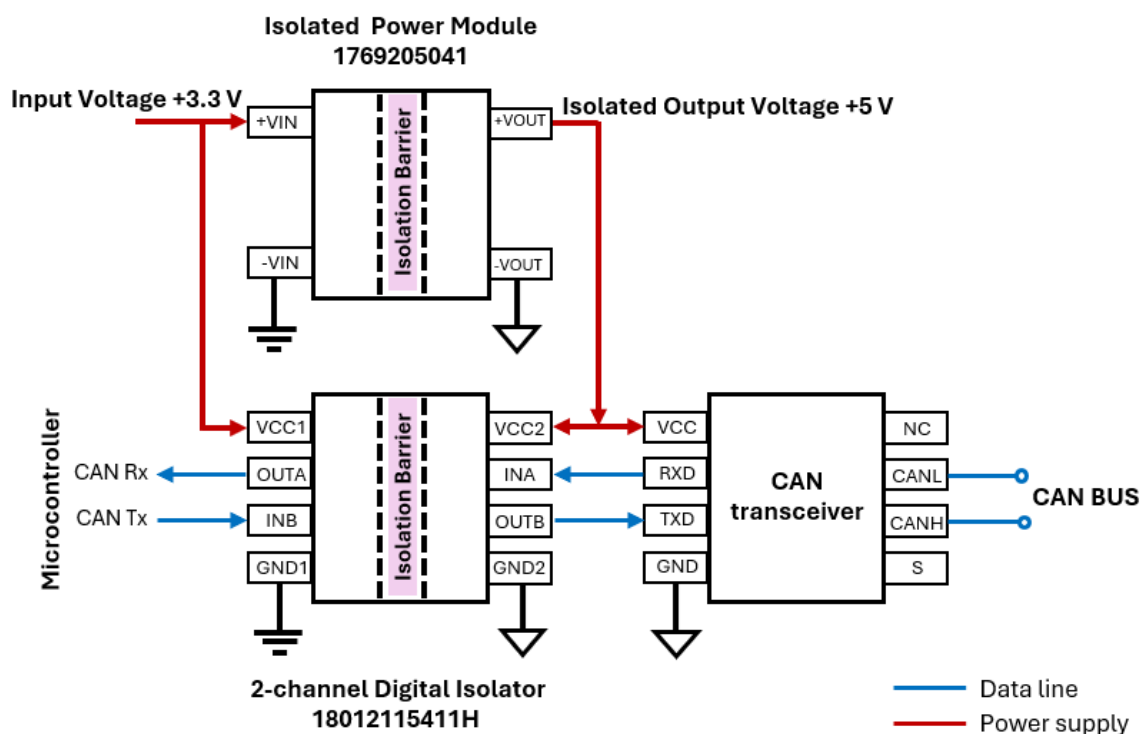 Isolated Power Module
1769205041
Input Voltage +3.3 V
Isolated Output Voltage +5 V
+VIN
+VOUT
Isolation Barrier
-VIN
-VOUT
Microcontroller
VCC1
VCC2
VCC
NC
CAN Rx
OUTA
INA
RXD
CANL
CAN Tx
INB
OUTB
TXD
CANH
GND1
GND2
GND
S
Isolation Barrier
CAN
transceiver
CAN BUS
2-channel Digital Isolator
18012115411H
Data line
Power supply